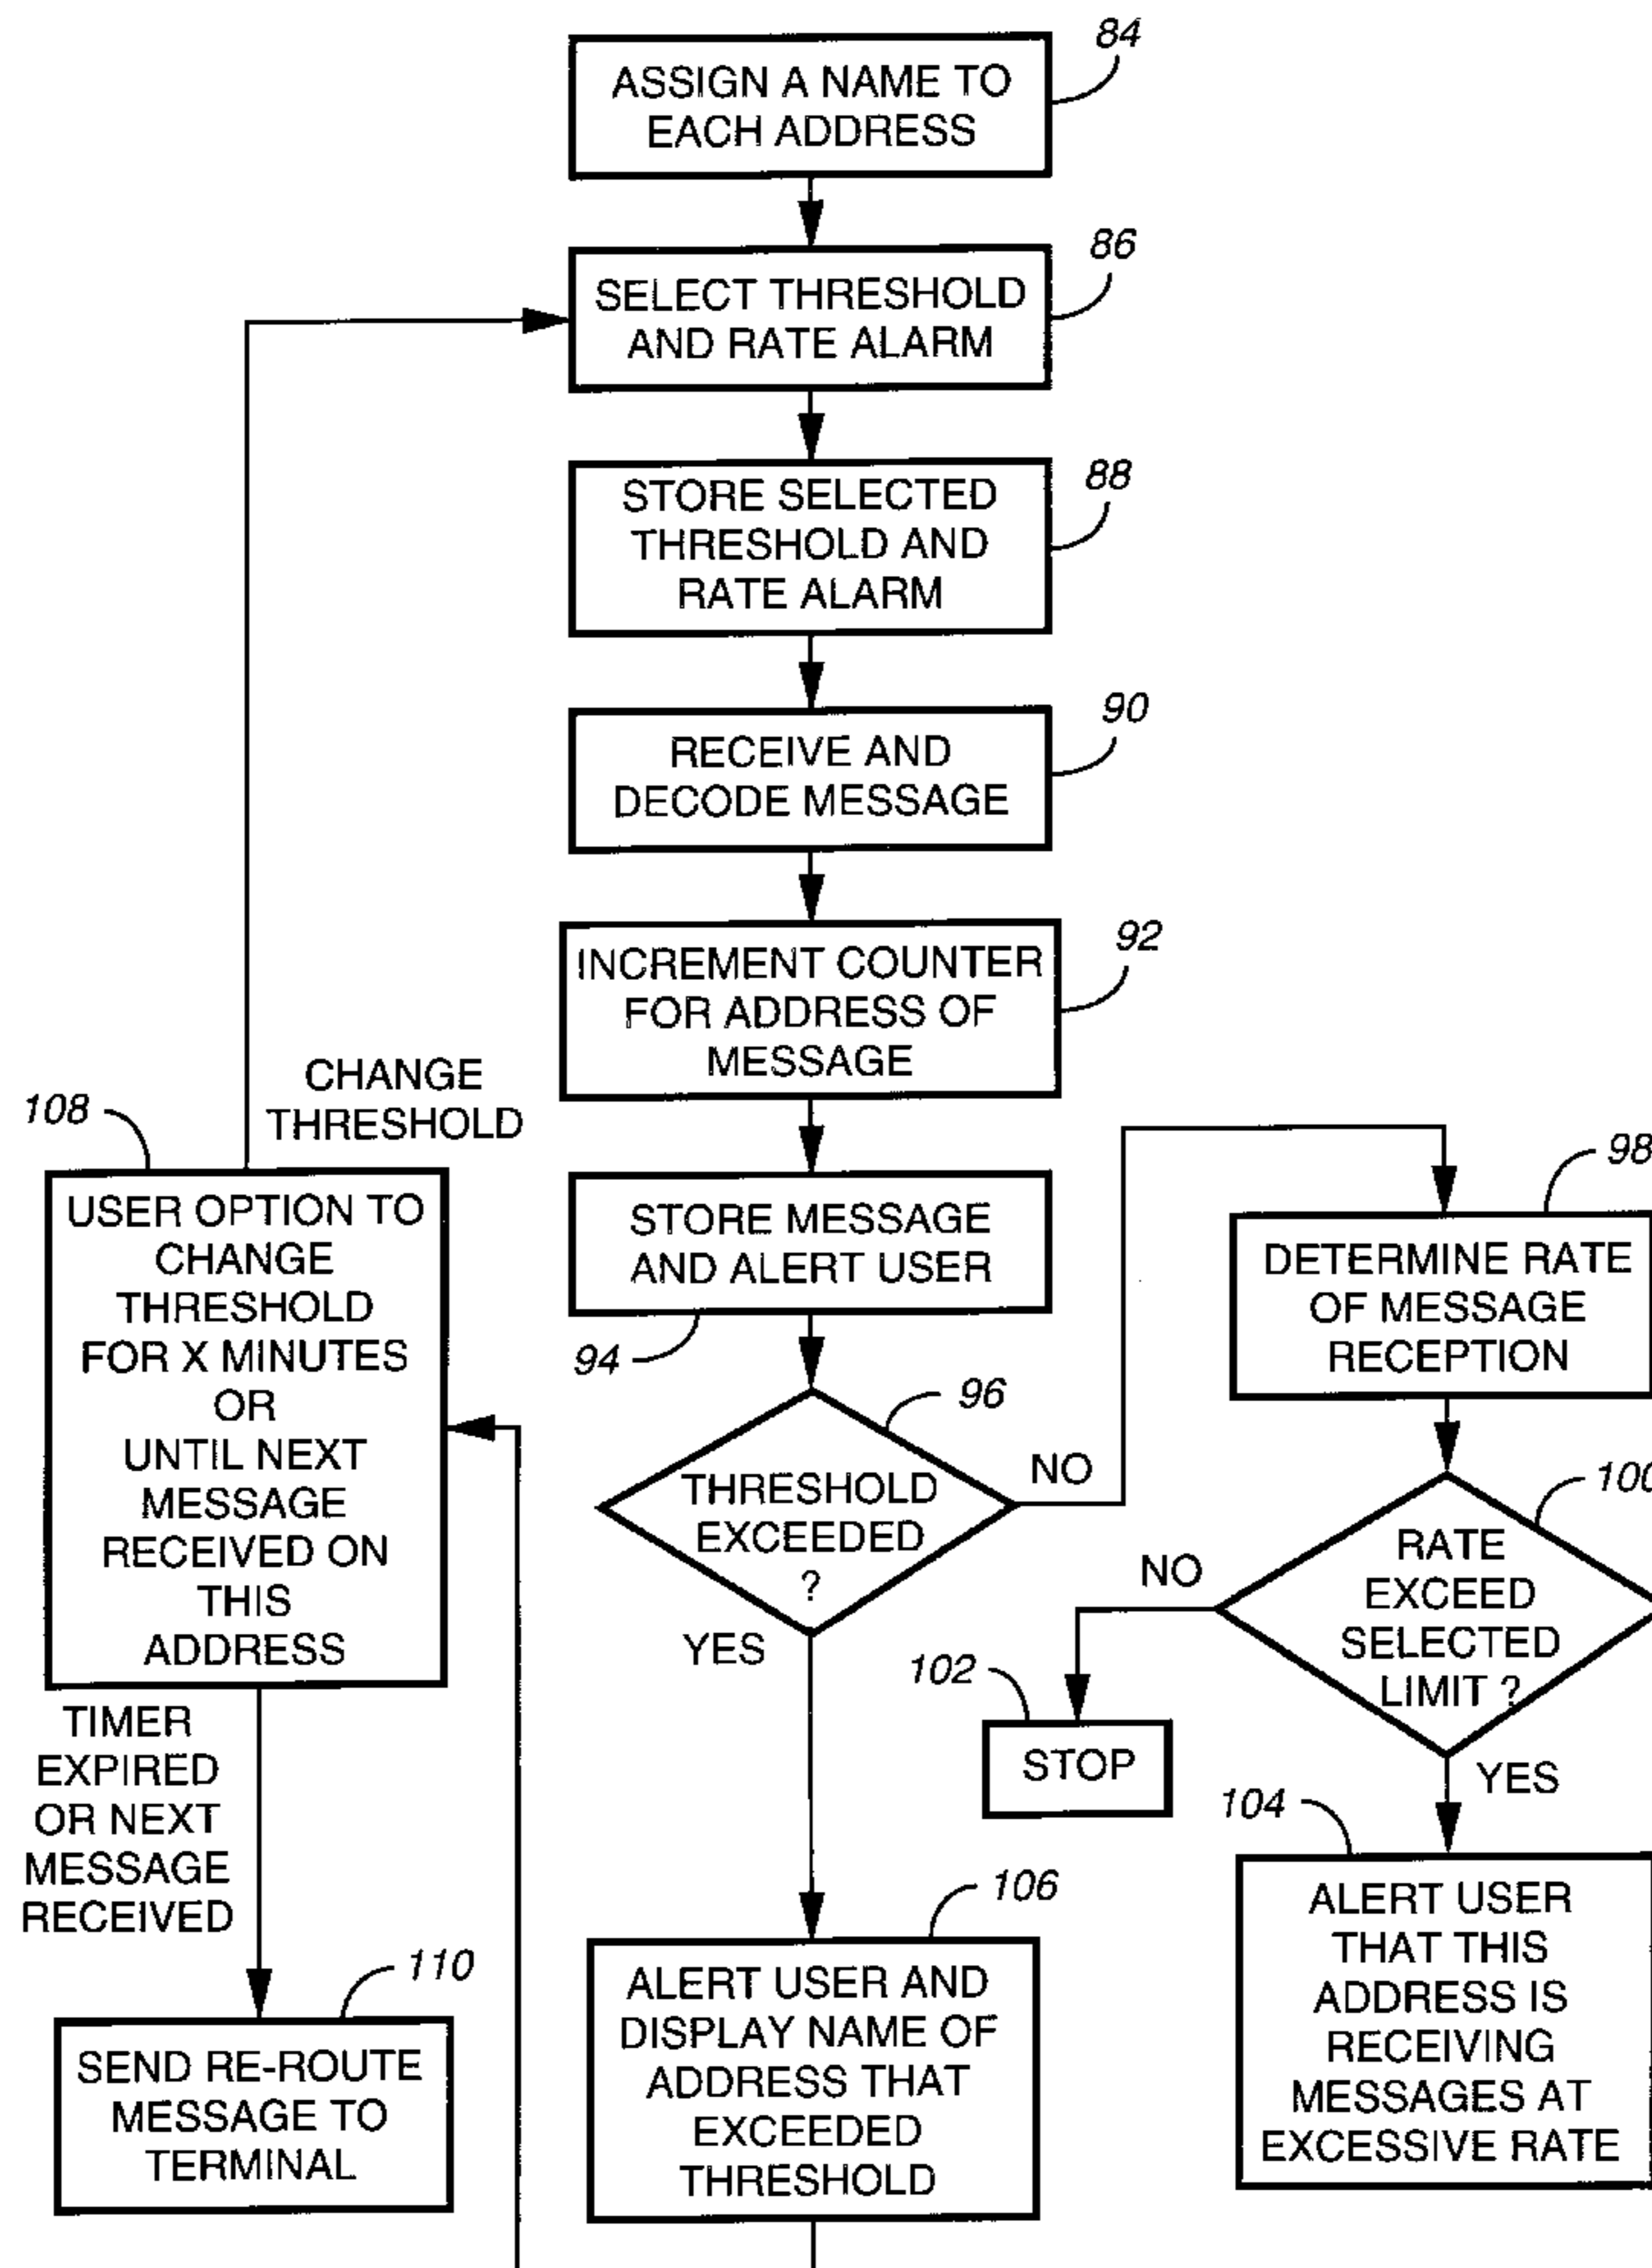 84
ASSIGN A NAME TO
EACH ADDRESS
86
SELECT THRESHOLD
AND RATE ALARM
88
STORE SELECTED
THRESHOLD AND
RATE ALARM
90
RECEIVE AND
DECODE MESSAGE
92
INCREMENT COUNTER
FOR ADDRESS OF
MESSAGE
CHANGE
THRESHOLD
108
USER OPTION TO
CHANGE
THRESHOLD
FOR X MINUTES
OR
UNTIL NEXT
MESSAGE
RECEIVED ON
THIS
ADDRESS
STORE MESSAGE
AND ALERT USER
94
98
DETERMINE RATE
OF MESSAGE
RECEPTION
96
THRESHOLD
EXCEEDED
?
NO
YES
100
RATE
EXCEED
SELECTED
LIMIT ?
NO
YES
102
STOP
TIMER
EXPIRED
OR NEXT
MESSAGE
RECEIVED
104
ALERT USER
THAT THIS
ADDRESS IS
RECEIVING
MESSAGES AT
EXCESSIVE RATE
106
ALERT USER AND
DISPLAY NAME OF
ADDRESS THAT
EXCEEDED
THRESHOLD
110
SEND RE-ROUTE
MESSAGE TO
TERMINAL